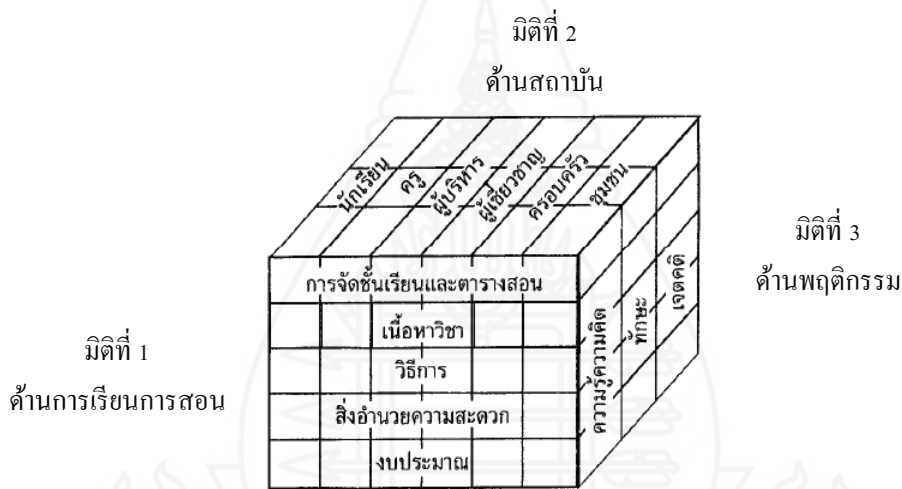 มิติที่ 2
ด้านสถาบัน
นักเรียน
ครู
ผู้บริหาร
ผู้เชี่ยวชาญ
ครอบครัว
ชุมชน
มิติที่ 3
ด้านพฤติกรรม
การจัดชั้นเรียนและตารางสอน
เนื้อหาวิชา
วิธีการ
สิ่งอำนวยความสะดวก
งบประมาณ
ความรู้ความคิด
ทักษะ
เจตคติ
มิติที่ 1
ด้านการเรียนการสอน